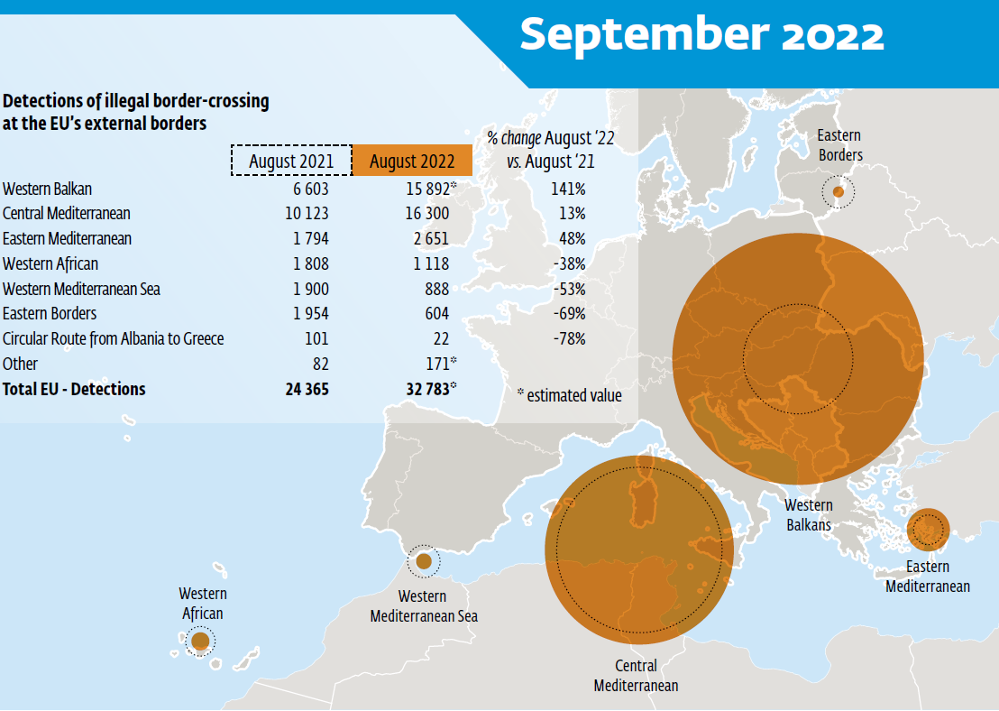 September 2022
Detections of illegal border-crossing
at the EU's external borders
% change August '22
vs. August '21
August 2021 August 2022
Western Balkan 6 603 15 892* 141%
Central Mediterranean 10 123 16 300 13%
Eastern Mediterranean 1 794 2 651 48%
Western African 1 808 1 118 -38%
Western Mediterranean Sea 1 900 888 -53%
Eastern Borders 1 954 604 -69%
Circular Route from Albania to Greece 101 22 -78%
Other 82 171*
Total EU - Detections 24 365 32 783*
* estimated value
Eastern
Borders
Western
Balkans
Eastern
Mediterranean
Western
Mediterranean Sea
Western
African
Central
Mediterranean